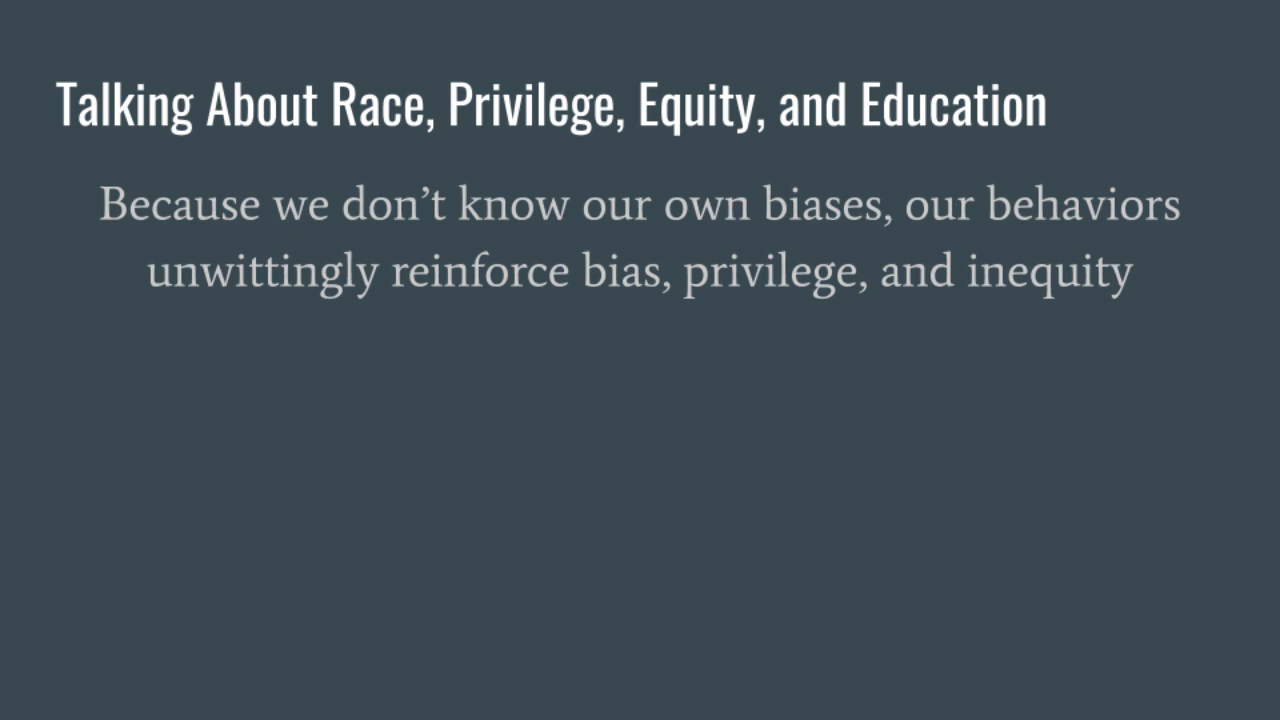 Talking About Race, Privilege, Equity, and Education
Because we don’t know our own biases, our behaviors
unwittingly reinforce bias, privilege, and inequity